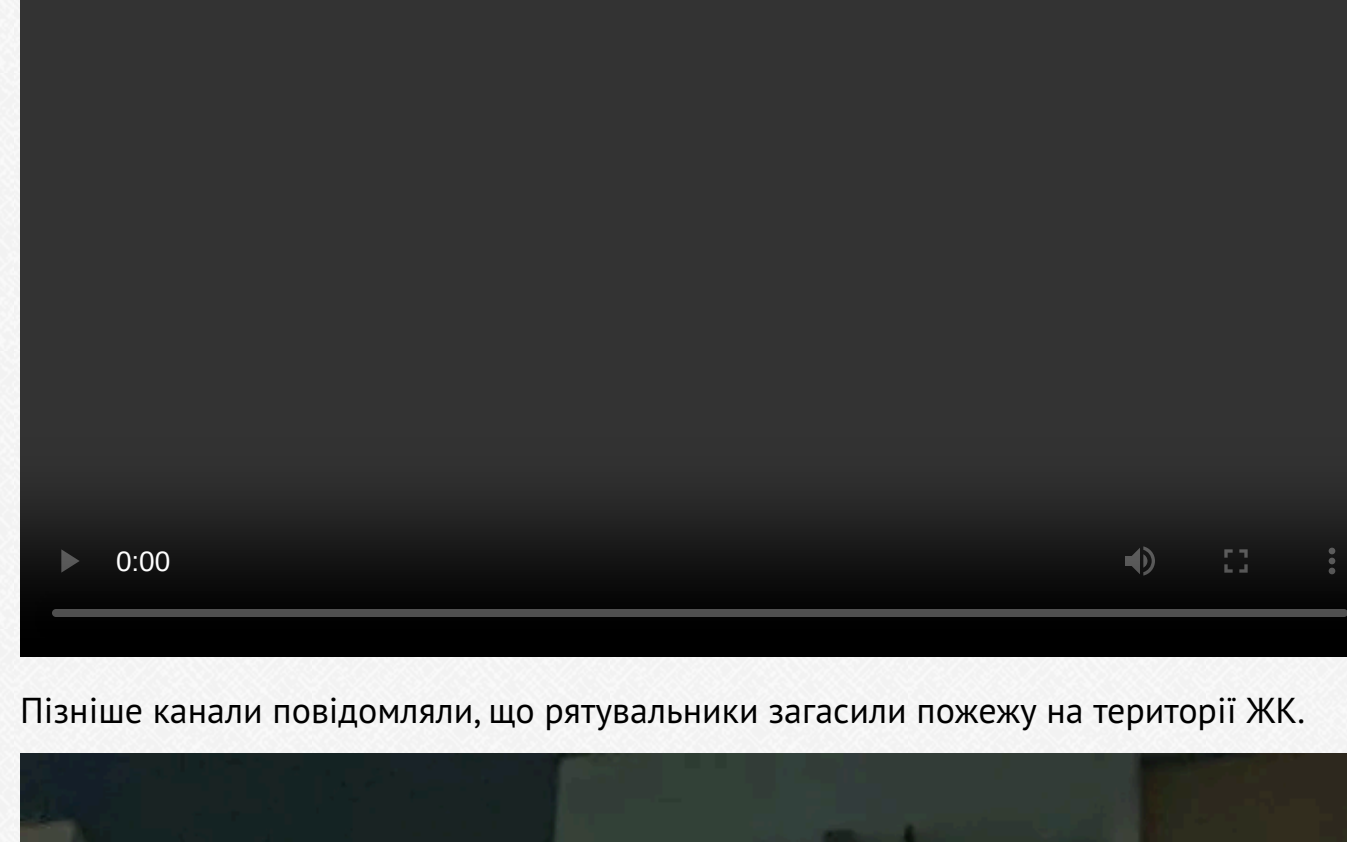 0:00
Пізніше канали повідомляли, що рятувальники загасили пожежу на території ЖК.